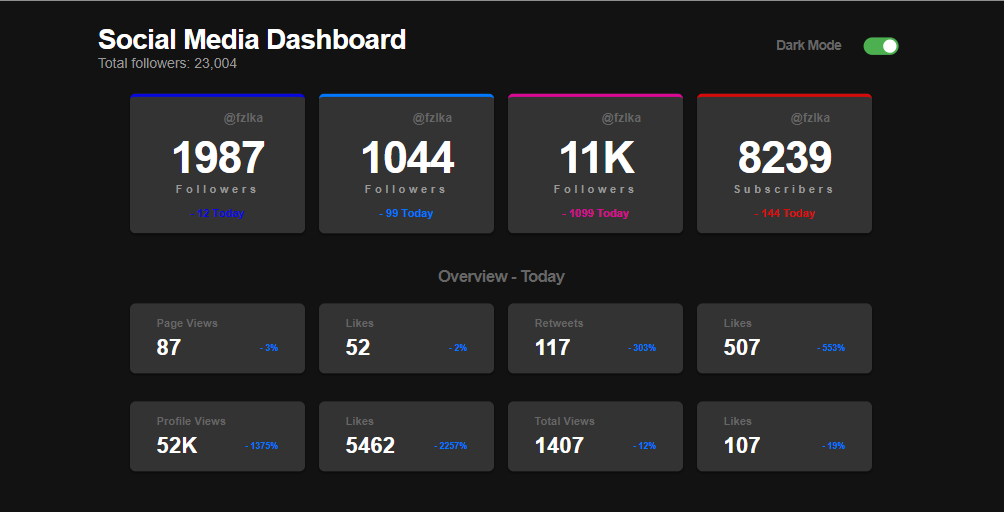 Social Media Dashboard
Total followers: 23,004
Dark Mode
@fzlka
1987
Followers
- 12 Today
@fzlka
1044
Followers
- 99 Today
@fzlka
11K
Followers
- 1099 Today
@fzlka
8239
Subscribers
- 144 Today
Overview - Today
Page Views
87 - 3%
Likes
52 - 2%
Retweets
117 - 303%
Likes
507 - 553%
Profile Views
52K - 1375%
Likes
5462 - 2257%
Total Views
1407 - 12%
Likes
107 - 19%